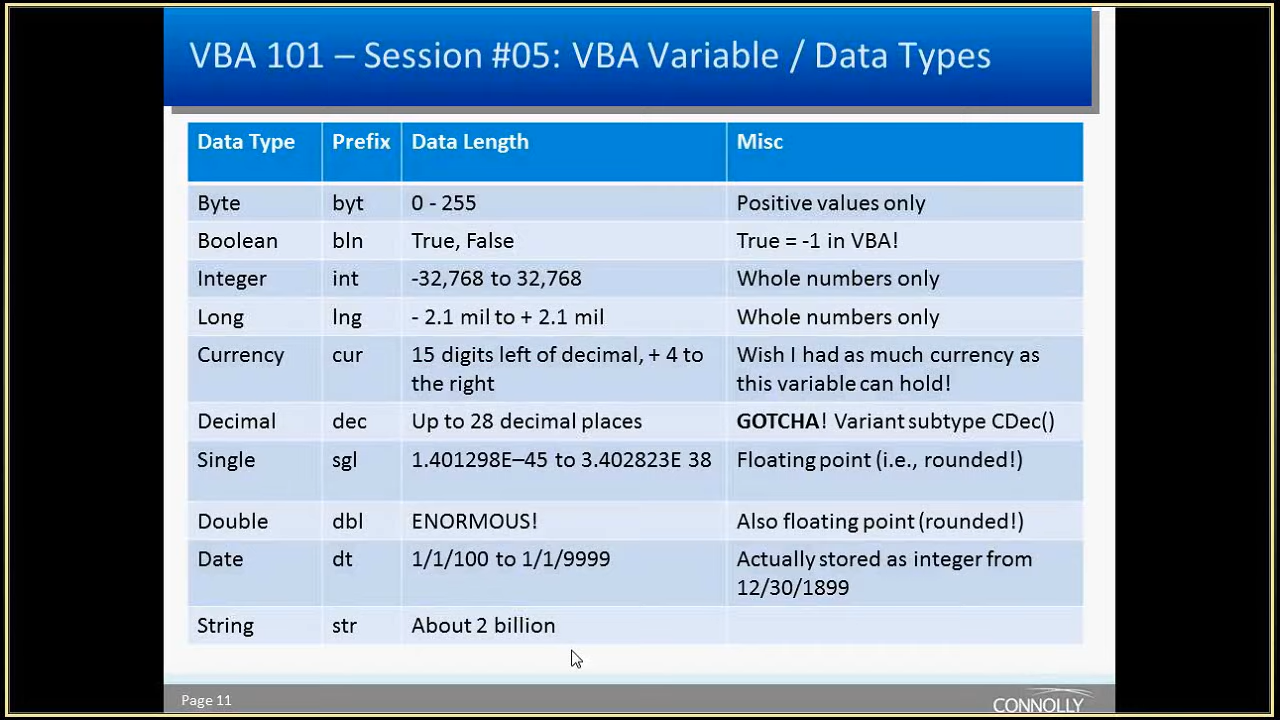 VBA 101 – Session #05: VBA Variable / Data Types
Data Type Prefix Data Length Misc
Byte byt 0 - 255 Positive values only
Boolean bln True, False True = -1 in VBA!
Integer int -32,768 to 32,768 Whole numbers only
Long lng - 2.1 mil to + 2.1 mil Whole numbers only
Currency cur 15 digits left of decimal, + 4 to Wish I had as much currency as
the right this variable can hold!
Decimal dec Up to 28 decimal places GOTCHA! Variant subtype CDec()
Single sgl 1.401298E–45 to 3.402823E 38 Floating point (i.e., rounded!)
Double dbl ENORMOUS! Also floating point (rounded!)
Date dt 1/1/100 to 1/1/9999 Actually stored as integer from
12/30/1899
String str About 2 billion
Page 11
CONNOLLY